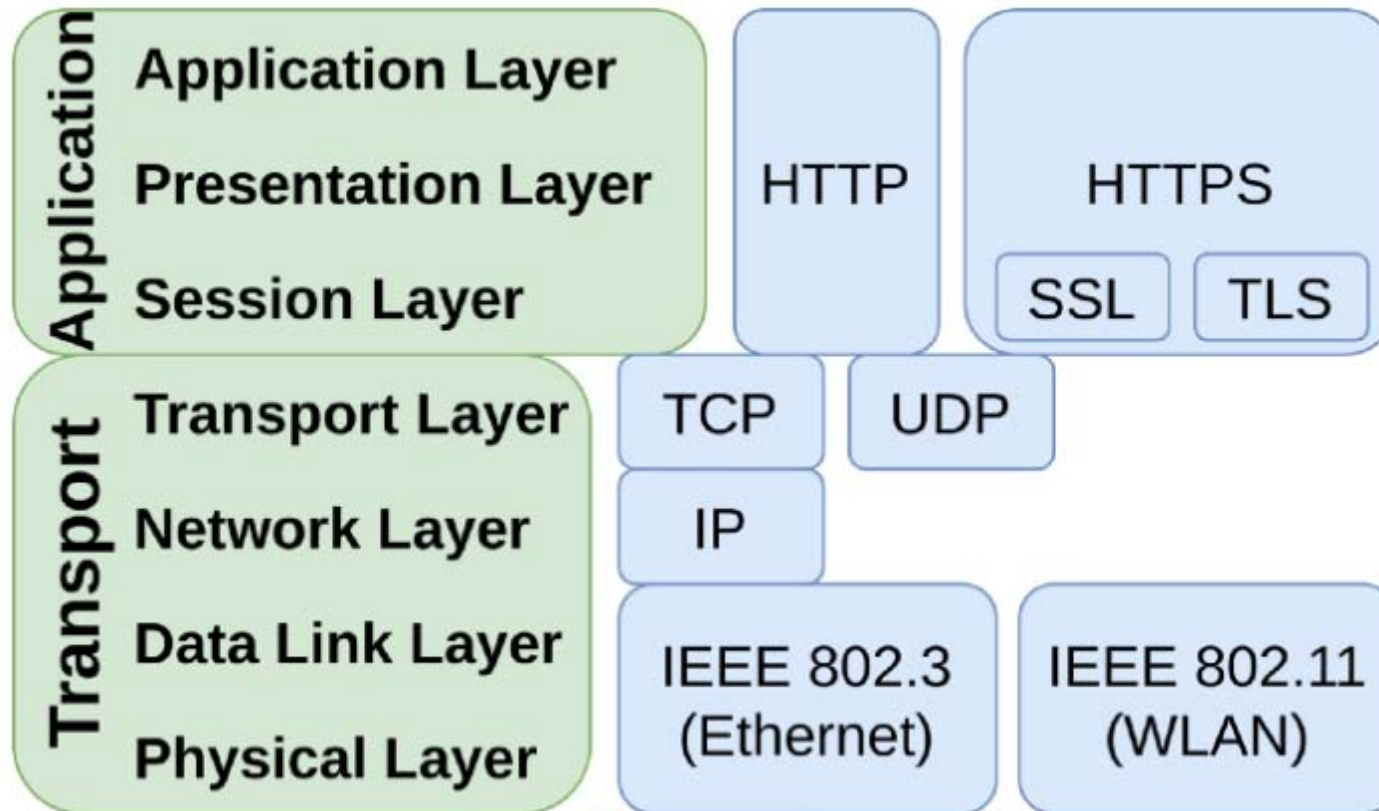 Application
Application Layer
Presentation Layer
Session Layer
HTTP
HTTPS
SSL
TLS
Transport
Transport Layer
Network Layer
Data Link Layer
Physical Layer
TCP
UDP
IP
IEEE 802.3
(Ethernet)
IEEE 802.11
(WLAN)